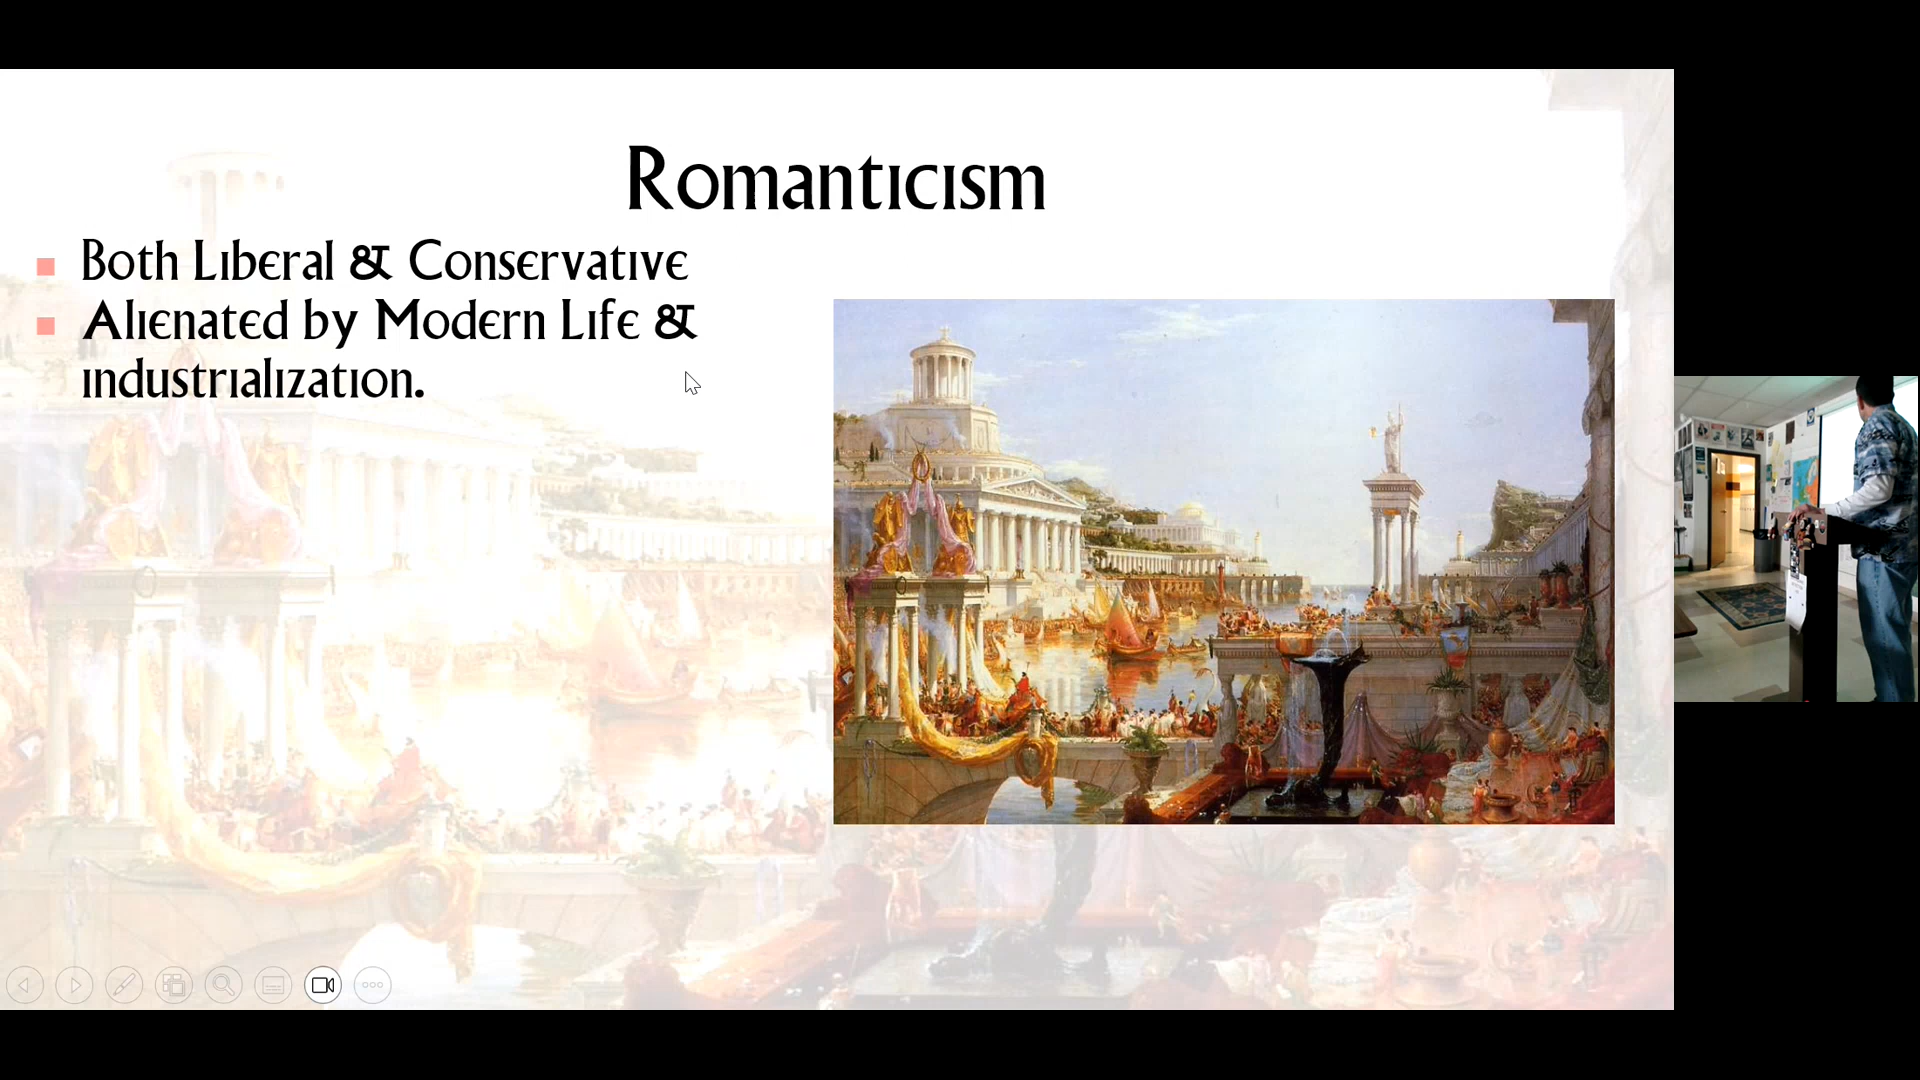 Romanticism
Both Liberal & Conservative
Alienated by Modern Life &
industrialization.